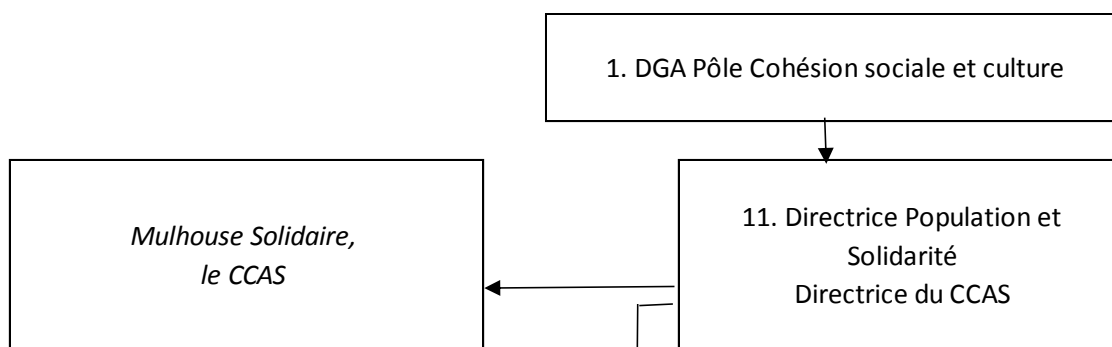 1. DGA Pôle Cohésion sociale et culture
Mulhouse Solidaire,
le CCAS
11. Directrice Population et
Solidarité
Directrice du CCAS